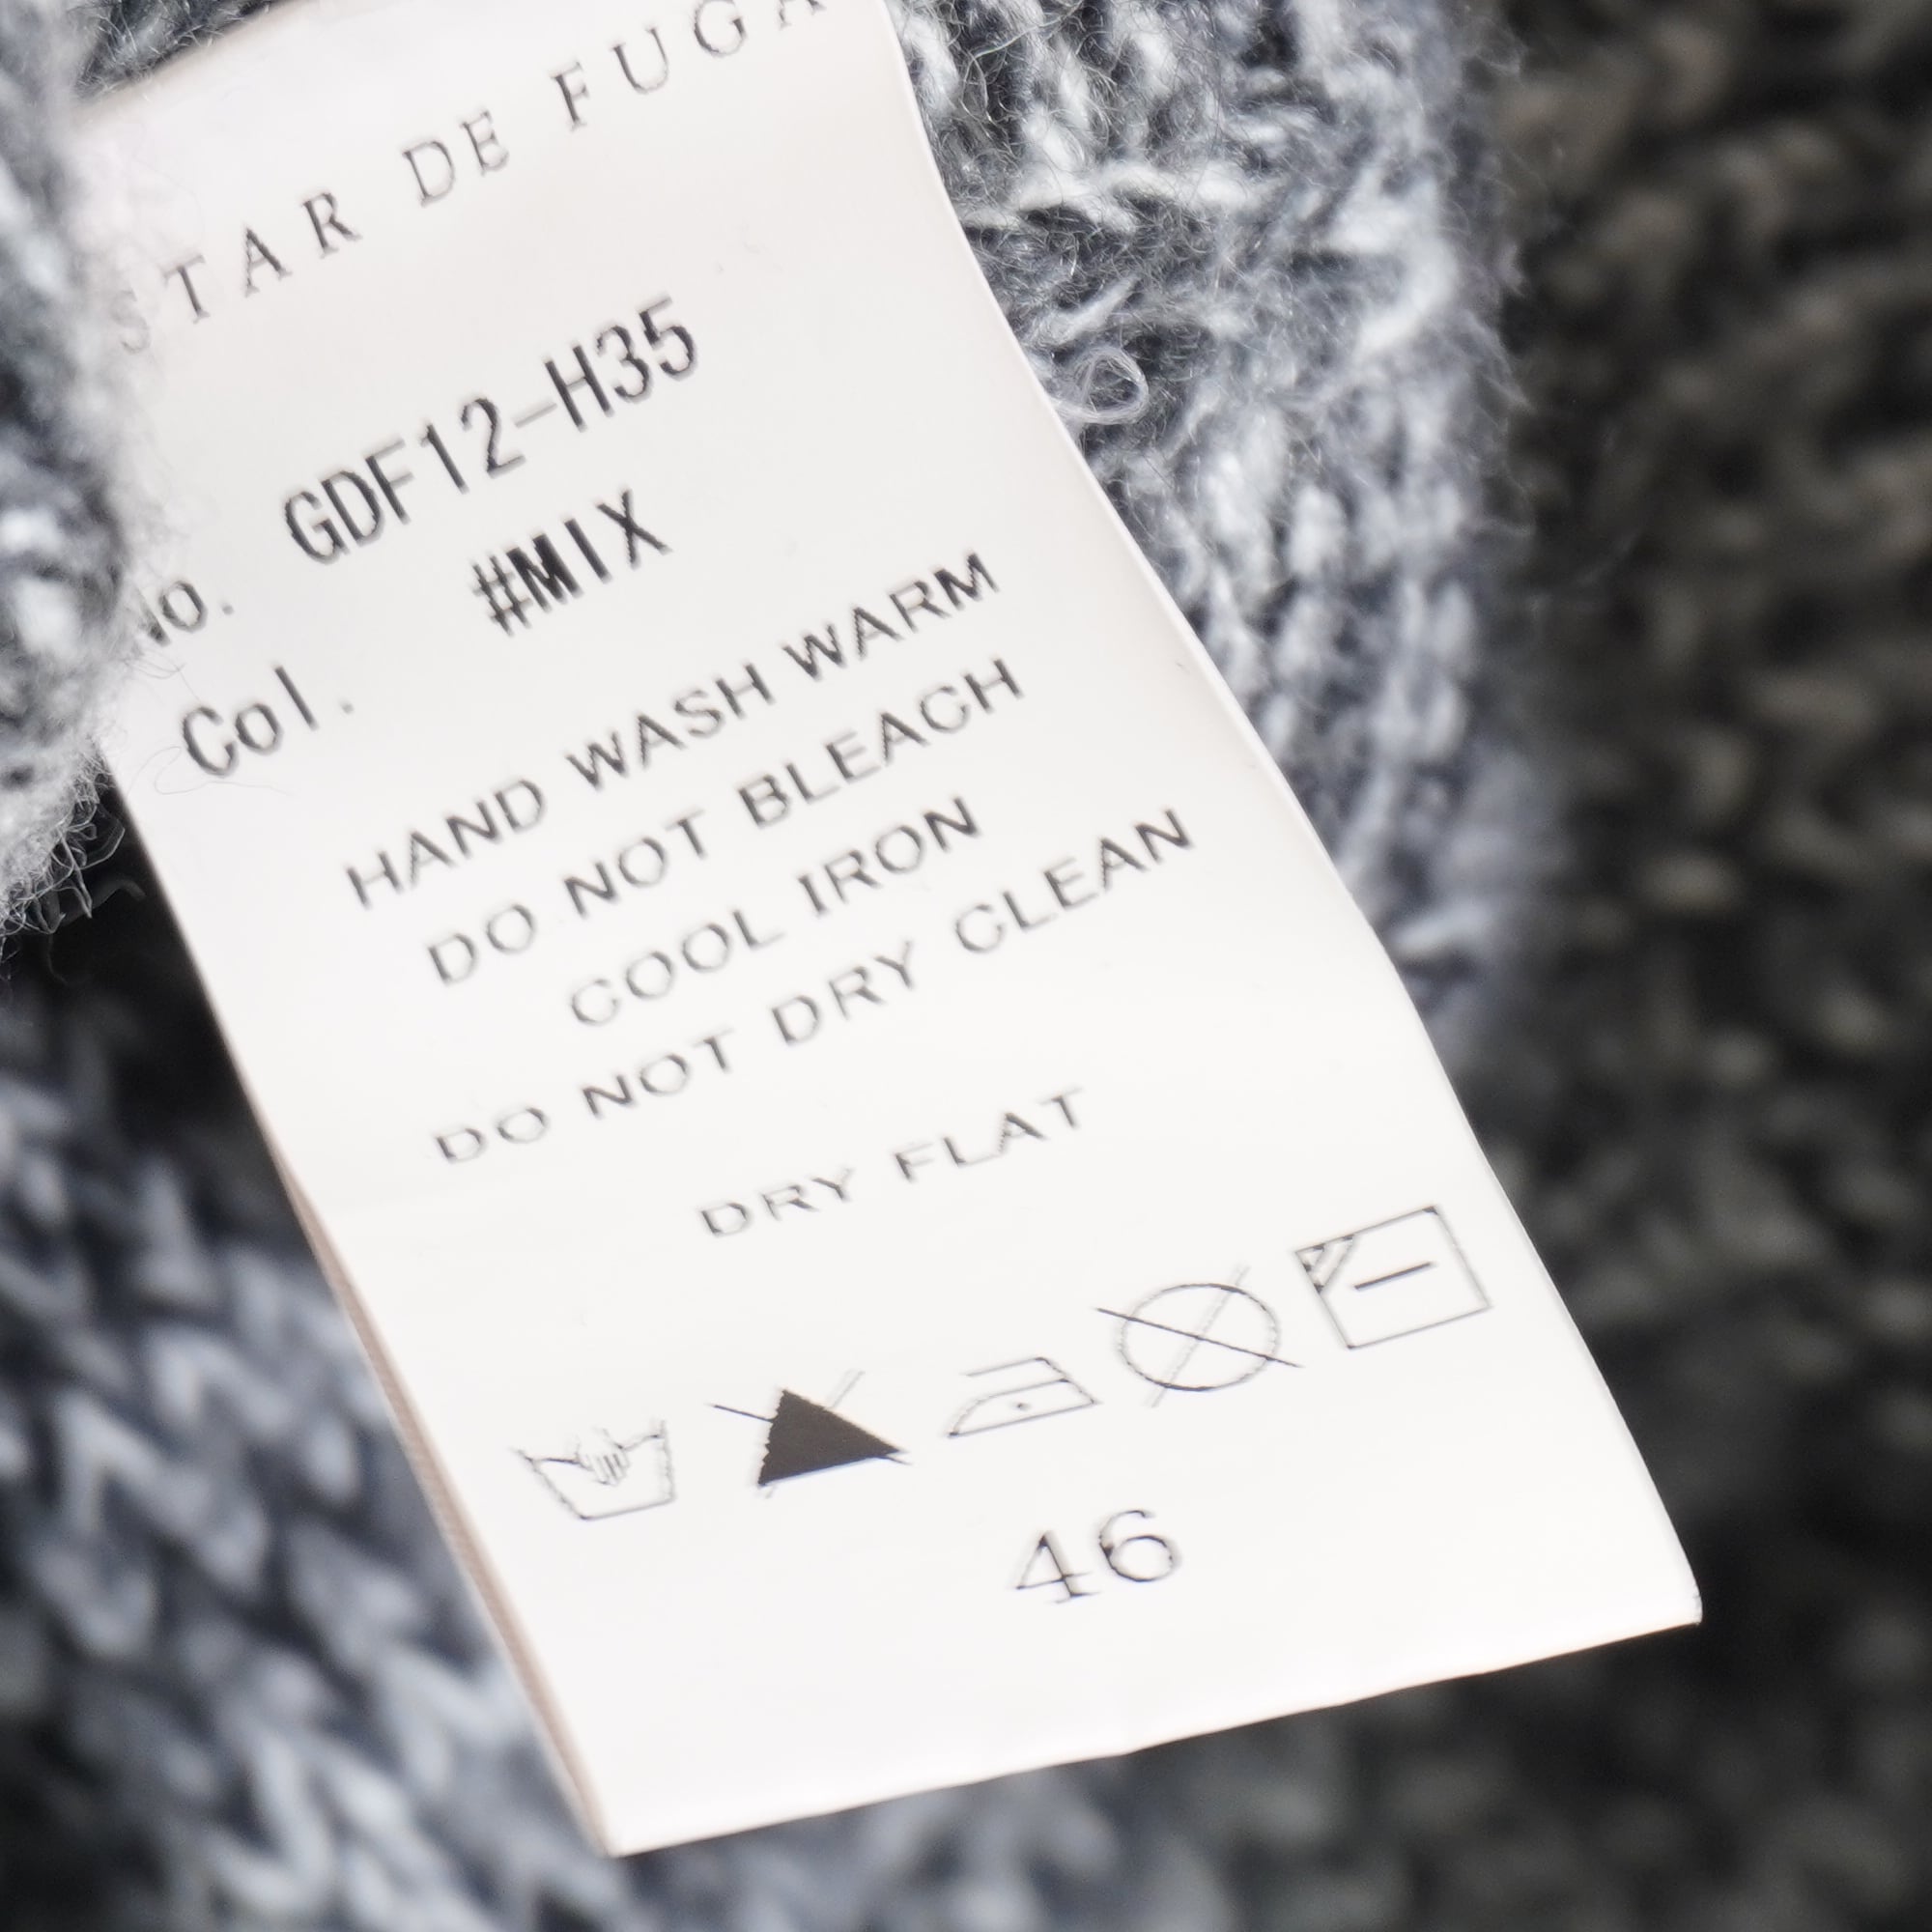 STAR DE FUGA
No. GDF12-H35
Col. #MIX
HAND WASH WARM
DO NOT BLEACH
COOL IRON
DO NOT DRY CLEAN
DRY FLAT
46